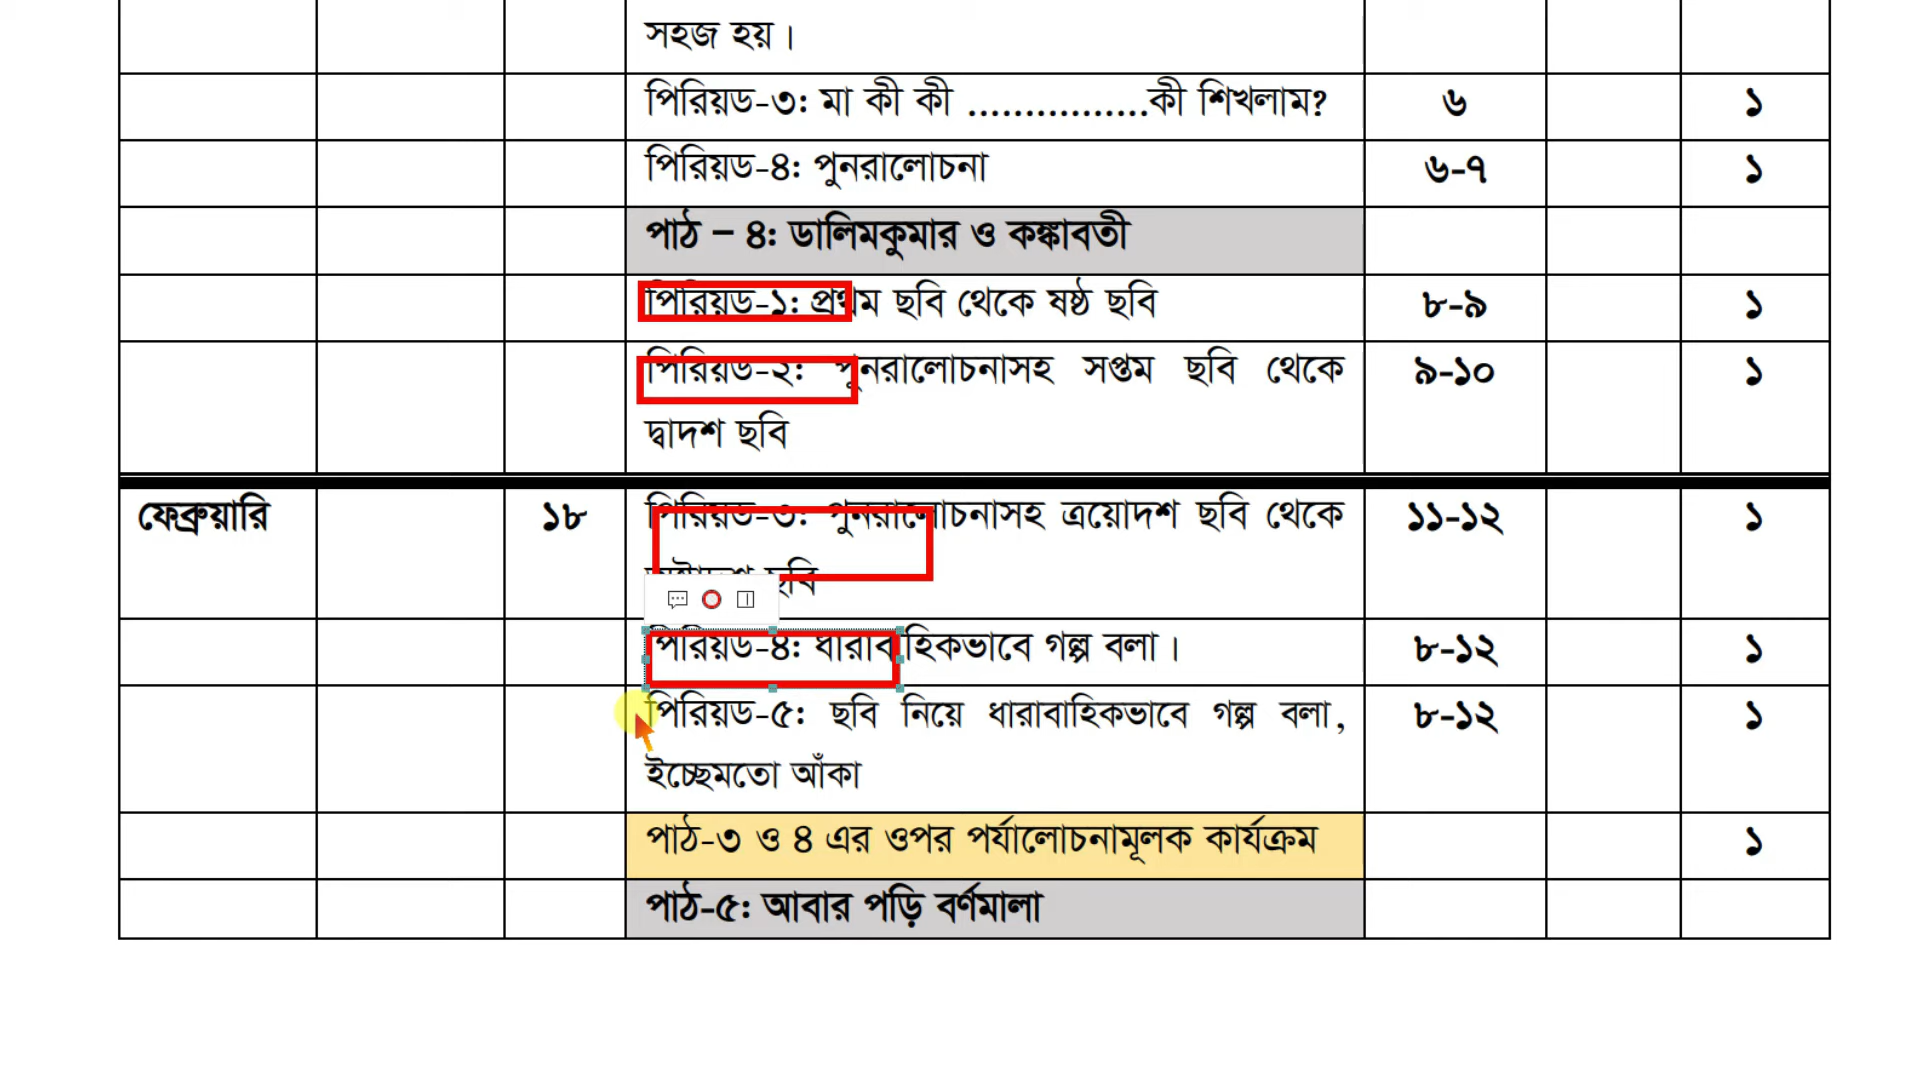 সহজ হয়।
পিরিয়ড-৩: মা কী কী ................কী শিখলাম? ৬ ১
পিরিয়ড-৪: পুনরালোচনা ৬-৭ ১
পাঠ – ৪: ডালিমকুমার ও কঙ্কাবতী
পিরিয়ড-১: প্রথম ছবি থেকে ষষ্ঠ ছবি ৮-৯ ১
পিরিয়ড-২: পুনরালোচনাসহ সপ্তম ছবি থেকে ৯-১০ ১
দ্বাদশ ছবি
ফেব্রুয়ারি ১৮ পিরিয়ড-৩: পুনরালোচনাসহ ত্রয়োদশ ছবি থেকে ১১-১২ ১
ছবি
পিরিয়ড-৪: ধারাবাহিকভাবে গল্প বলা। ৮-১২ ১
পিরিয়ড-৫: ছবি নিয়ে ধারাবাহিকভাবে গল্প বলা, ৮-১২ ১
ইচ্ছেমতো আঁকা
পাঠ-৩ ও ৪ এর ওপর পর্যালোচনামূলক কার্যক্রম ১
পাঠ-৫: আবার পড়ি বর্ণমালা